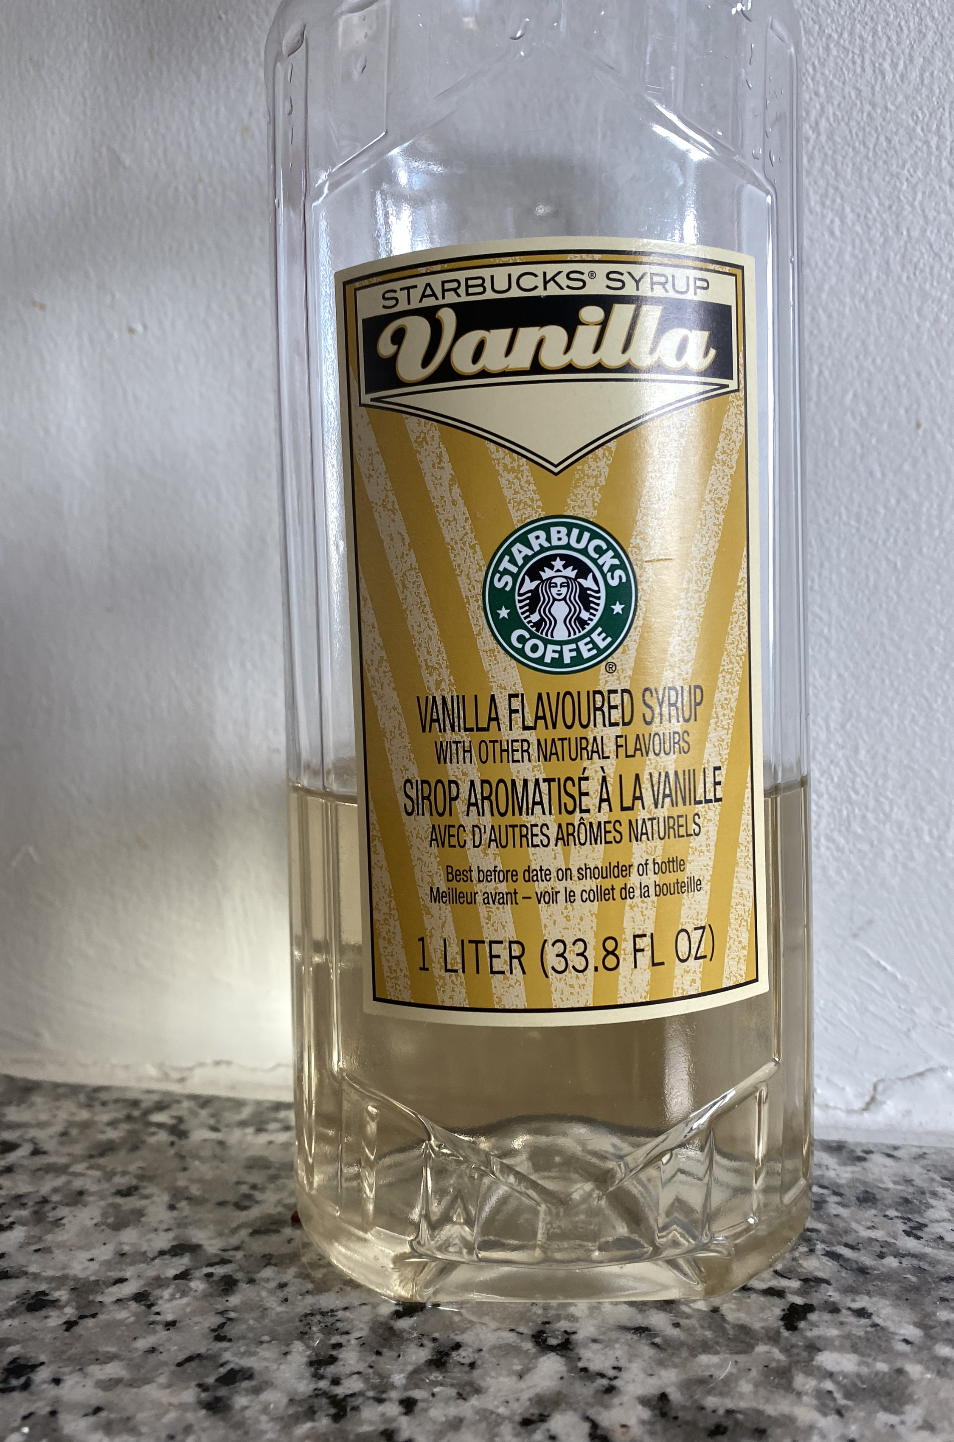 STARBUCKS® SYRUP
Vanilla
STARBUCKS
COFFEE
®
VANILLA FLAVOURED SYRUP
WITH OTHER NATURAL FLAVOURS
SIROP AROMATISÉ À LA VANILLE
AVEC D'AUTRES ARÔMES NATURELS
Best before date on shoulder of bottle
Meilleur avant – voir le collet de la bouteille
1 LITER (33.8 FL OZ)